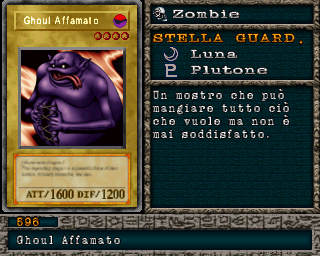 Ghoul Affamato
ATT/1600 DIF/1200
Zombie
STELLA GUARD.
Luna
Plutone
Un mostro che può
mangiare tutto ciò
che vuole ma non è
mai soddisfatto.
596
Ghoul Affamato